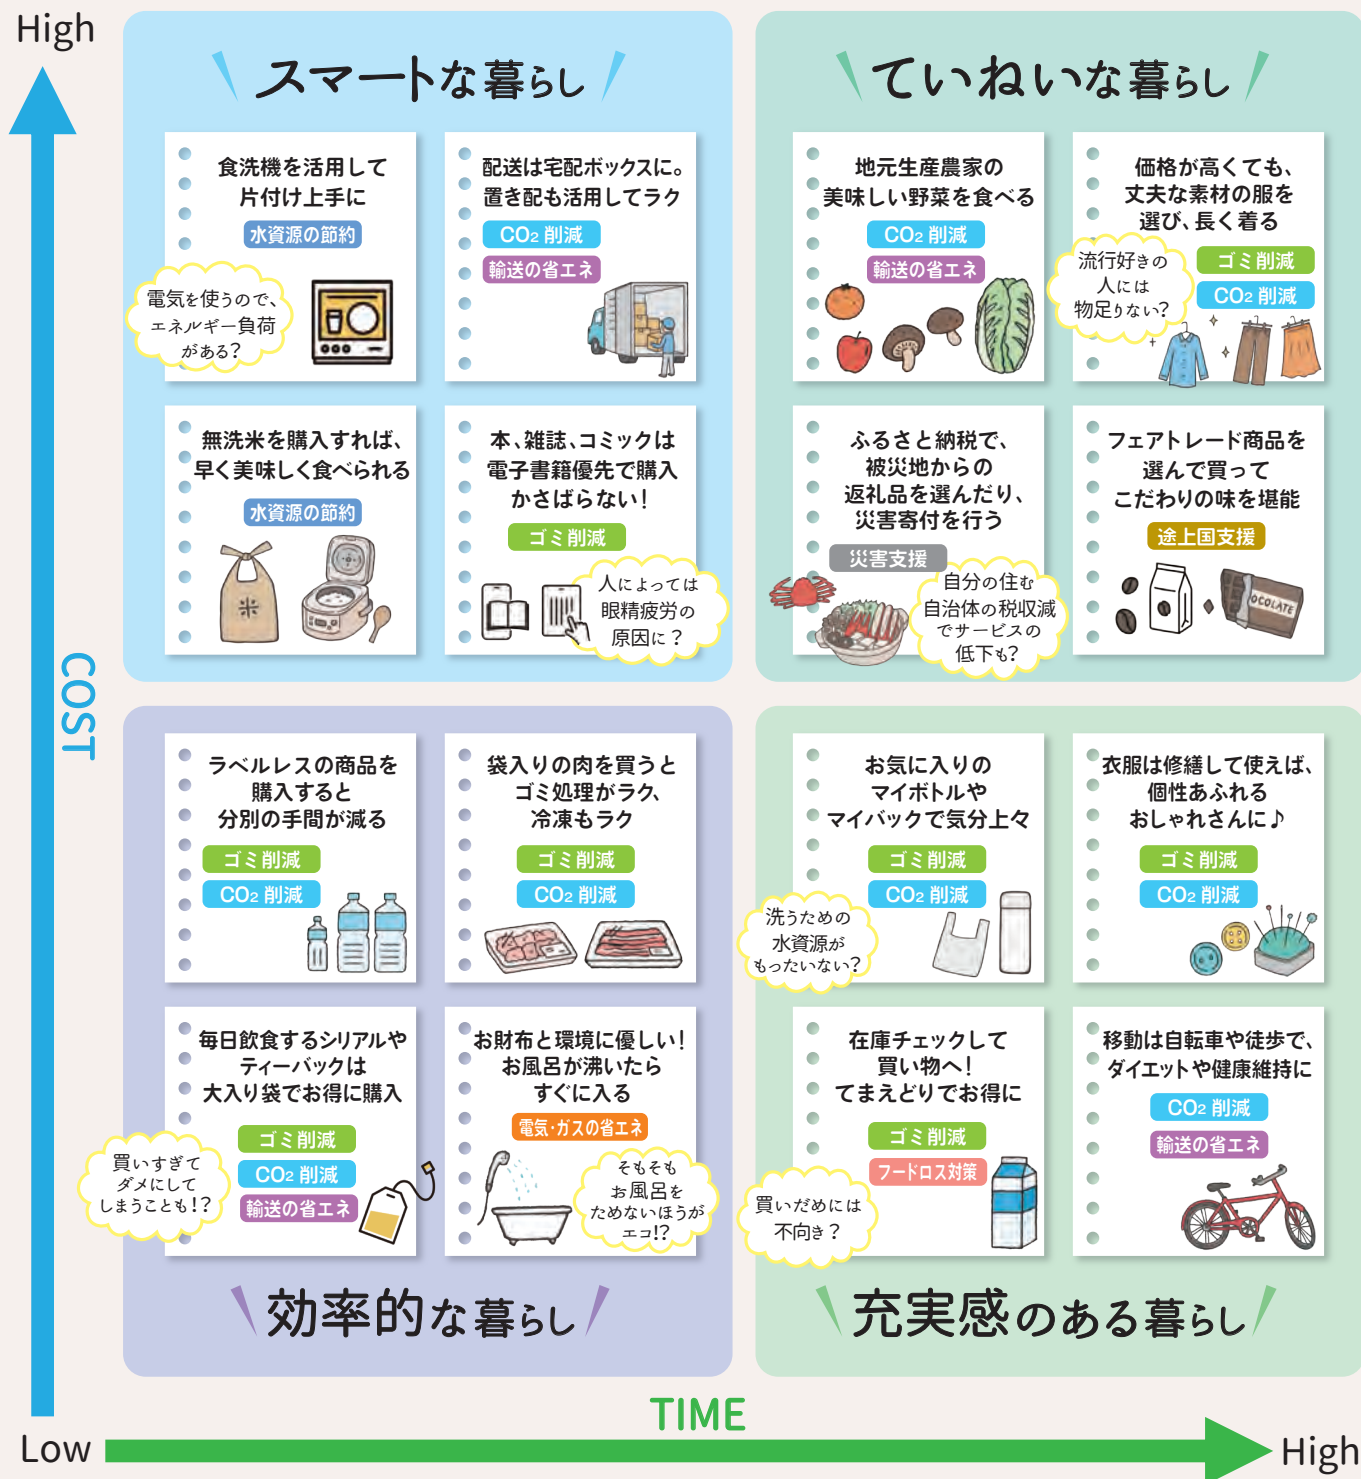 High
スマートな暮らし
食洗機を活用して
片付け上手に
水資源の節約
電気を使うので、
エネルギー負荷
がある?
配送は宅配ボックスに。
置き配も活用してラク
CO2 削減
輸送の省エネ
無洗米を購入すれば、
早く美味しく食べられる
水資源の節約
米
本、雑誌、コミックは
電子書籍優先で購入
かさばらない!
ゴミ削減
人によっては
眼精疲労の
原因に?
ていねいな暮らし
地元生産農家の
美味しい野菜を食べる
CO2 削減
輸送の省エネ
価格が高くても、
丈夫な素材の服を
選び、長く着る
ゴミ削減
CO2 削減
流行好きの
人には
物足りない?
ふるさと納税で、
被災地からの
返礼品を選んだり、
災害寄付を行う
災害支援
自分の住む
自治体の税収減
でサービスの
低下も?
フェアトレード商品を
選んで買って
こだわりの味を堪能
途上国支援
OCOLATE
COST
ラベルレスの商品を
購入すると
分別の手間が減る
ゴミ削減
CO2 削減
袋入りの肉を買うと
ゴミ処理がラク、
冷凍もラク
ゴミ削減
CO2 削減
毎日飲食するシリアルや
ティーバックは
大入り袋でお得に購入
ゴミ削減
CO2 削減
輸送の省エネ
買いすぎて
ダメにして
しまうことも!?
お財布と環境に優しい!
お風呂が沸いたら
すぐに入る
電気・ガスの省エネ
そもそも
お風呂を
ためないほうが
エコ!?
効率的な暮らし
お気に入りの
マイボトルや
マイバックで気分上々
ゴミ削減
CO2 削減
洗うための
水資源が
もったいない?
衣服は修繕して使えば、
個性あふれる
おしゃれさんに♪
ゴミ削減
CO2 削減
在庫チェックして
買い物へ!
てまえどりでお得に
ゴミ削減
フードロス対策
買いだめには
不向き?
移動は自転車や徒歩で、
ダイエットや健康維持に
CO2 削減
輸送の省エネ
充実感のある暮らし
TIME
Low
High